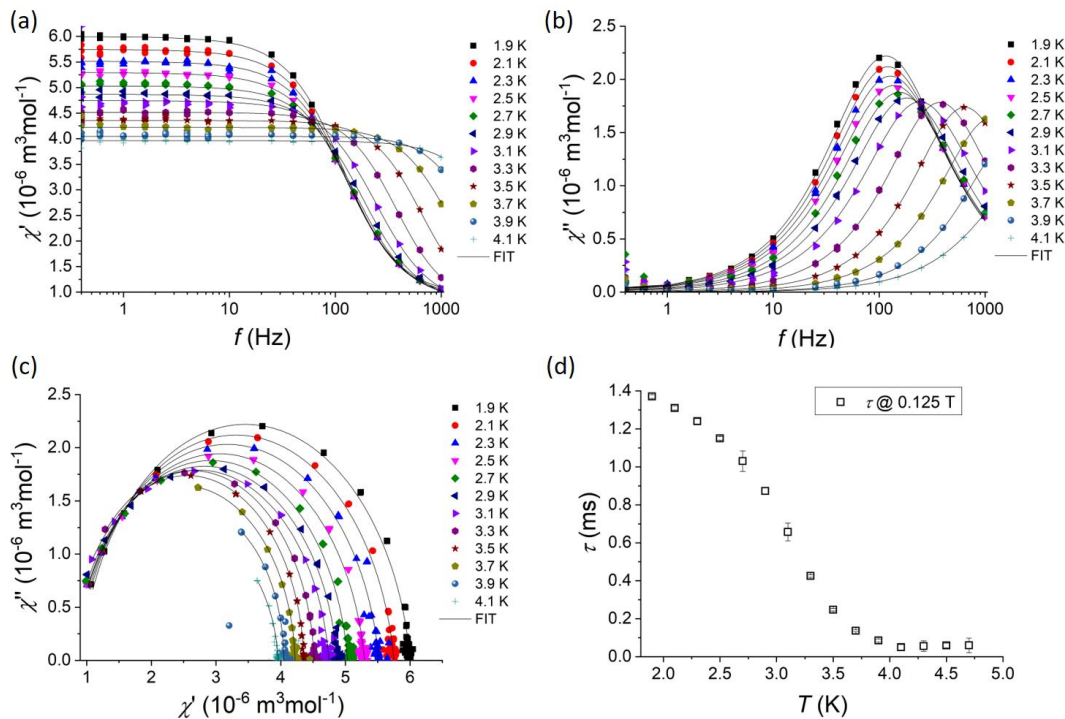 (a)
χ' (10⁻⁶ m³mol⁻¹)
6.0
5.5
5.0
4.5
4.0
3.5
3.0
2.5
2.0
1.5
1.0
1
10
100
1000
f (Hz)
1.9 K
2.1 K
2.3 K
2.5 K
2.7 K
2.9 K
3.1 K
3.3 K
3.5 K
3.7 K
3.9 K
4.1 K
FIT
(b)
χ'' (10⁻⁶ m³mol⁻¹)
2.5
2.0
1.5
1.0
0.5
0.0
1
10
100
1000
f (Hz)
1.9 K
2.1 K
2.3 K
2.5 K
2.7 K
2.9 K
3.1 K
3.3 K
3.5 K
3.7 K
3.9 K
4.1 K
FIT
(c)
χ'' (10⁻⁶ m³mol⁻¹)
2.5
2.0
1.5
1.0
0.5
0.0
1
2
3
4
5
6
χ' (10⁻⁶ m³mol⁻¹)
1.9 K
2.1 K
2.3 K
2.5 K
2.7 K
2.9 K
3.1 K
3.3 K
3.5 K
3.7 K
3.9 K
4.1 K
FIT
(d)
τ (ms)
1.4
1.2
1.0
0.8
0.6
0.4
0.2
0.0
2.0
2.5
3.0
3.5
4.0
4.5
5.0
T (K)
τ @ 0.125 T